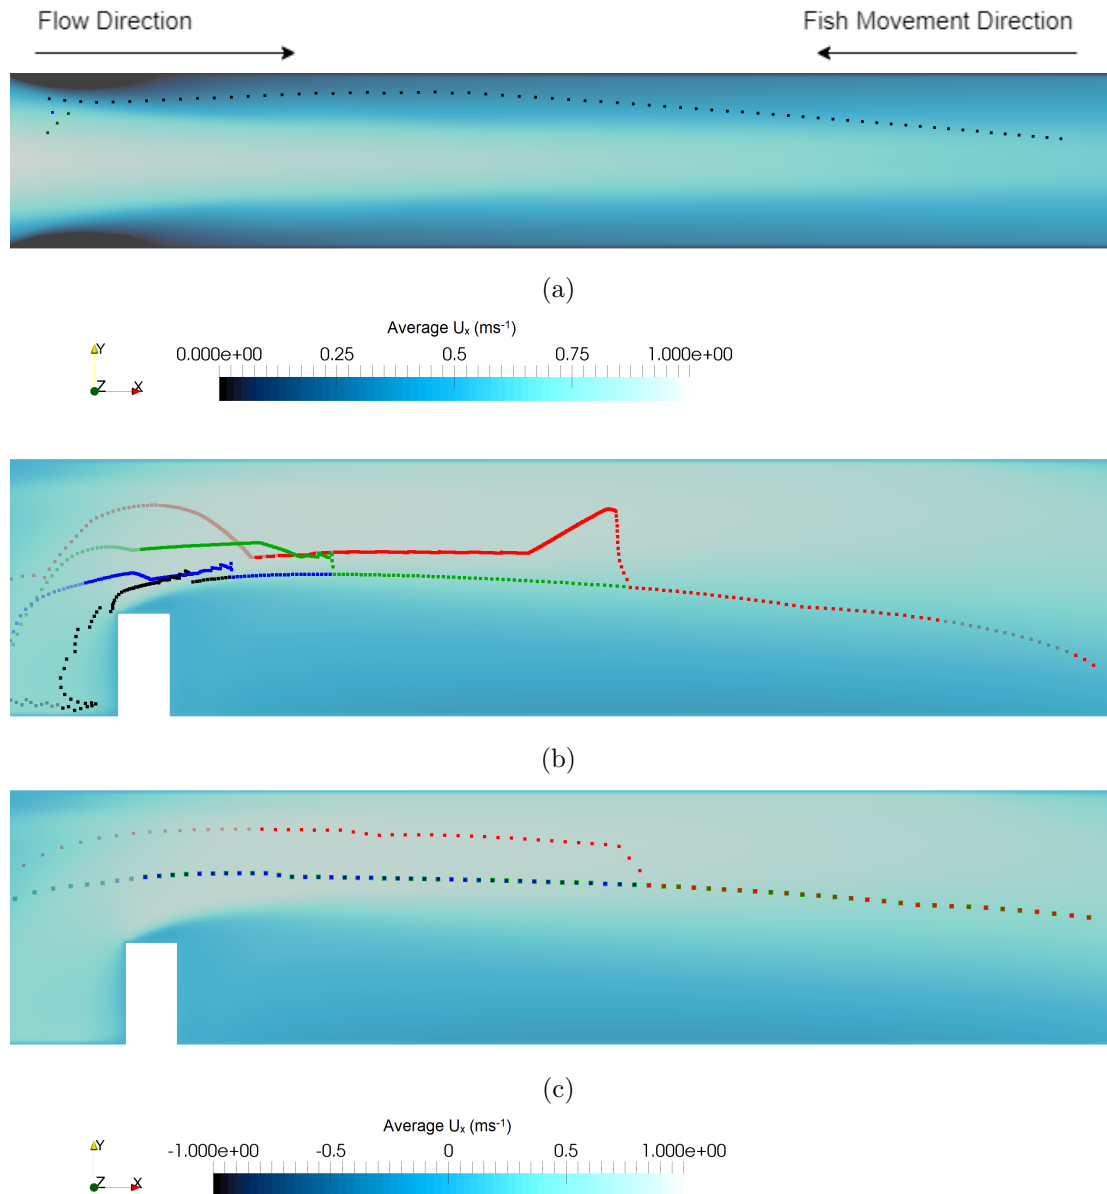 Flow Direction
Fish Movement Direction
(a)
Average Uₓ (ms⁻¹)
0.000e+00 0.25 0.5 0.75 1.000e+00
Y
Z X
(b)
(c)
Average Uₓ (ms⁻¹)
-1.000e+00 -0.5 0 0.5 1.000e+00
Y
Z X